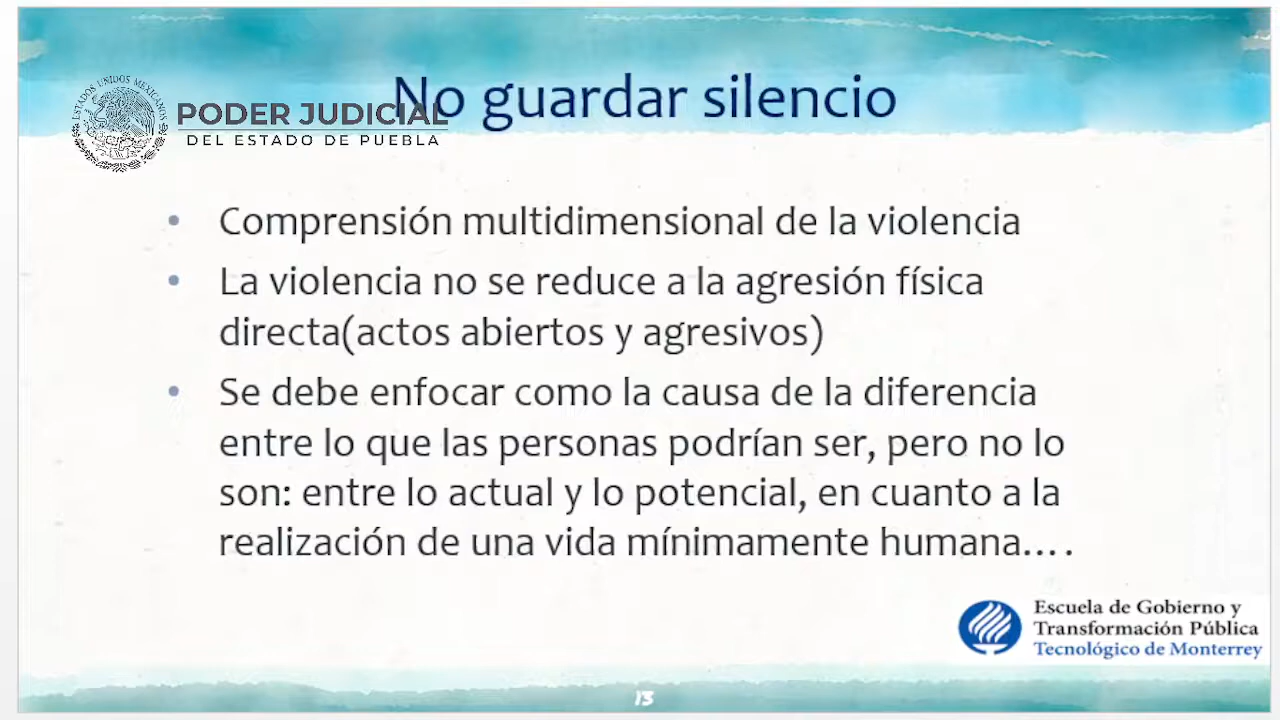 No guardar silencio
ESTADOS UNIDOS MEXICANOS
PODER JUDICIAL
DEL ESTADO DE PUEBLA
• Comprensión multidimensional de la violencia
• La violencia no se reduce a la agresión física
directa(actos abiertos y agresivos)
• Se debe enfocar como la causa de la diferencia
entre lo que las personas podrían ser, pero no lo
son: entre lo actual y lo potencial, en cuanto a la
realización de una vida mínimamente humana... .
Escuela de Gobierno y
Transformación Pública
Tecnológico de Monterrey
13